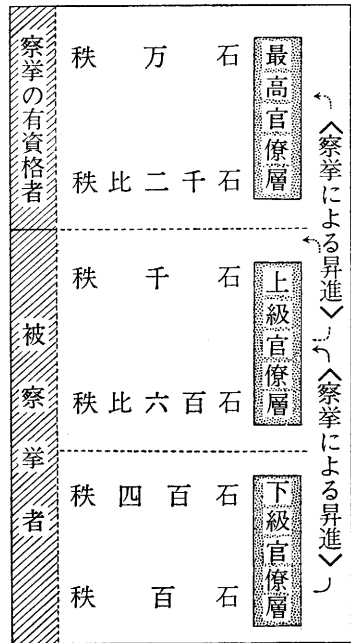 〈察挙による昇進〉
〈察挙による昇進〉
最高官僚層
秩万石
秩比二千石
上級官僚層
秩千石
秩比六百石
下級官僚層
秩四百石
秩百石
察挙の有資格者
被察挙者